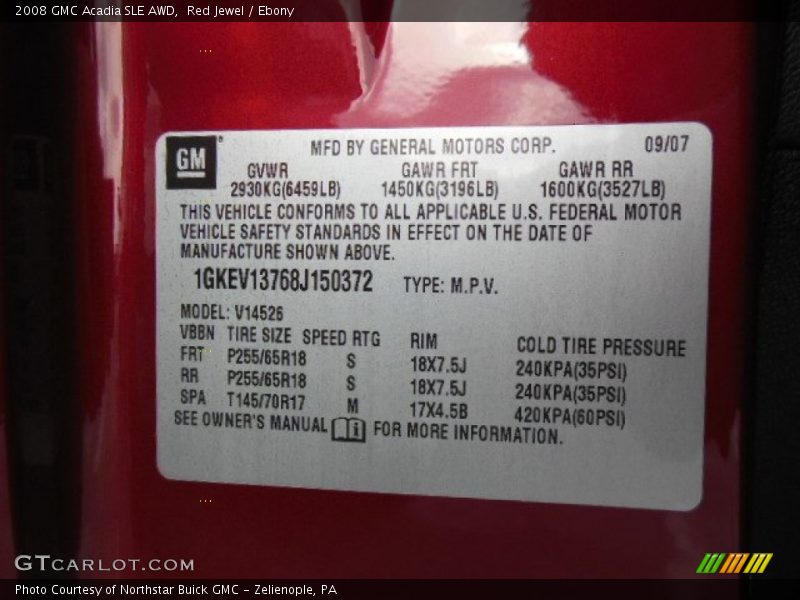 2008 GMC Acadia SLE AWD,  Red Jewel / Ebony
GM
MFD BY GENERAL MOTORS CORP. 09/07
GVWR GAWR FRT GAWR RR
2930KG(6459LB) 1450KG(3196LB) 1600KG(3527LB)
THIS VEHICLE CONFORMS TO ALL APPLICABLE U.S. FEDERAL MOTOR
VEHICLE SAFETY STANDARDS IN EFFECT ON THE DATE OF
MANUFACTURE SHOWN ABOVE.
1GKEV13768J150372 TYPE: M.P.V.
MODEL: V14526
VBBN TIRE SIZE SPEED RTG RIM COLD TIRE PRESSURE
FRT P255/65R18 S 18X7.5J 240KPA(35PSI)
RR P255/65R18 S 18X7.5J 240KPA(35PSI)
SPA T145/70R17 M 17X4.5B 420KPA(60PSI)
SEE OWNER'S MANUAL i FOR MORE INFORMATION.
GTCARLOT.COM
Photo Courtesy of Northstar Buick GMC - Zelienople, PA